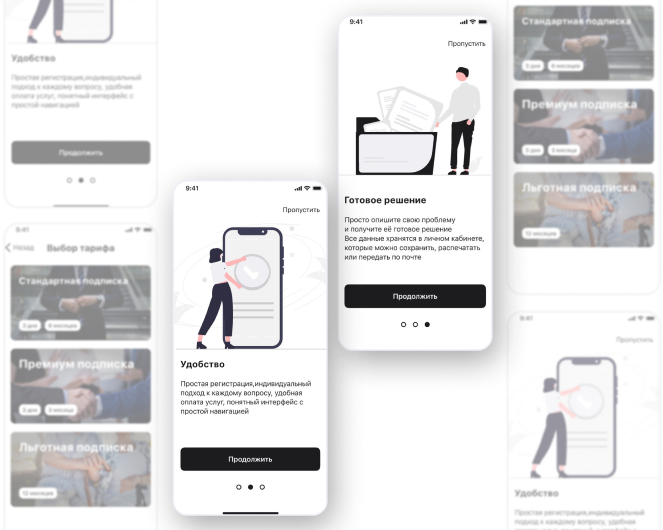 Удобство
Простая регистрация,индивидуальный
подход к каждому вопросу, удобная
оплата услуг, понятный интерфейс с
простой навигацией
Продолжить
9:41
Назад
Выбор тарифа
Стандартная подписка
3 дня
6 месяцев
Премиум подписка
3 дня
3 месяца
Льготная подписка
12 месяцев
9:41
Пропустить
Удобство
Простая регистрация,индивидуальный
подход к каждому вопросу, удобная
оплата услуг, понятный интерфейс с
простой навигацией
Продолжить
9:41
Пропустить
Готовое решение
Просто опишите свою проблему
и получите её готовое решение
Все данные хранятся в личном кабинете,
которые можно сохранить, распечатать
или передать по почте
Продолжить
Стандартная подписка
3 дня
6 месяцев
Премиум подписка
3 дня
3 месяца
Льготная подписка
12 месяцев
9:41
Пропустить
Удобство
Простая регистрация,индивидуальный
подход к каждому вопросу, удобная